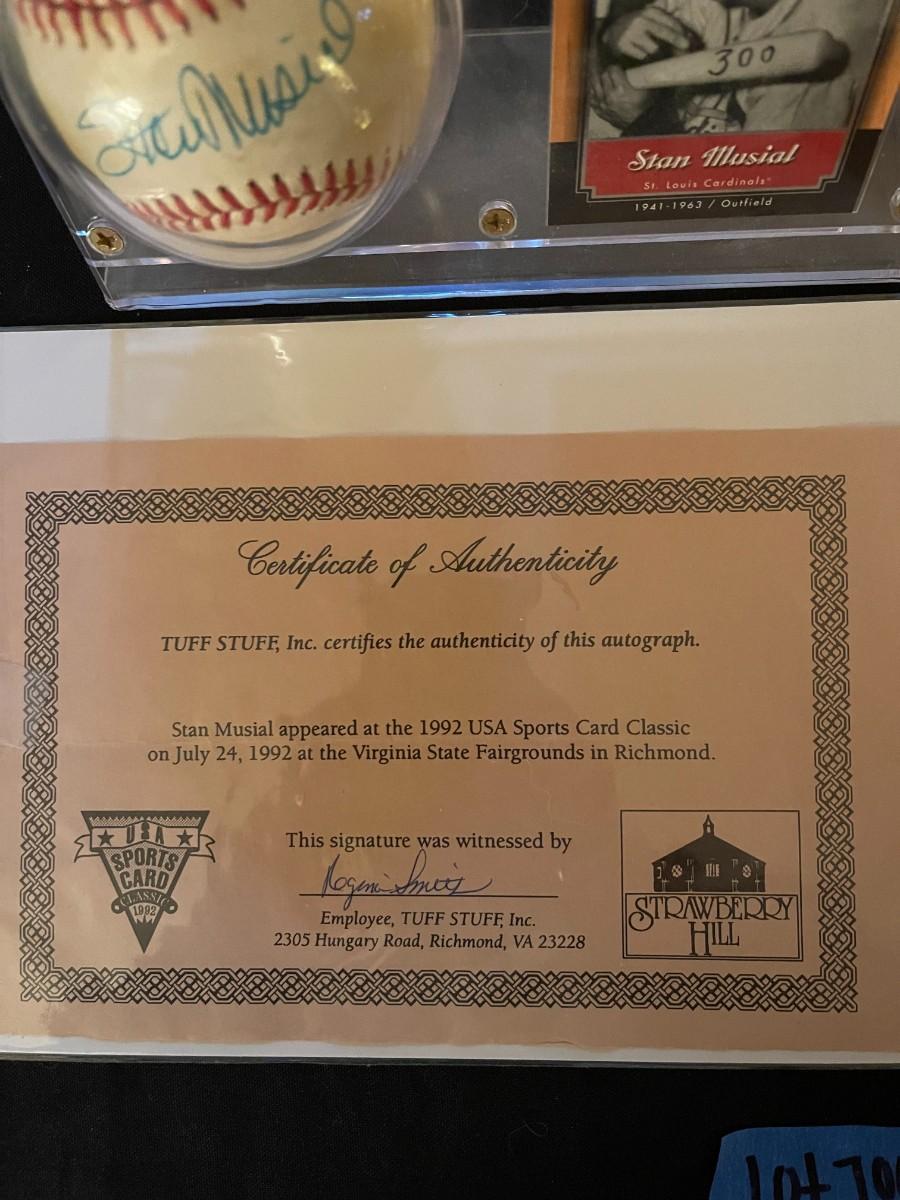 Stan Musial
300
Stan Musial
St. Louis Cardinals®
1941-1963 / Outfield
Certificate of Authenticity
TUFF STUFF, Inc. certifies the authenticity of this autograph.
Stan Musial appeared at the 1992 USA Sports Card Classic
on July 24, 1992 at the Virginia State Fairgrounds in Richmond.
USA
SPORTS
CARD
CLASSIC
1992
This signature was witnessed by
Employee, TUFF STUFF, Inc.
2305 Hungary Road, Richmond, VA 23228
STRAWBERRY
HILL
Lot